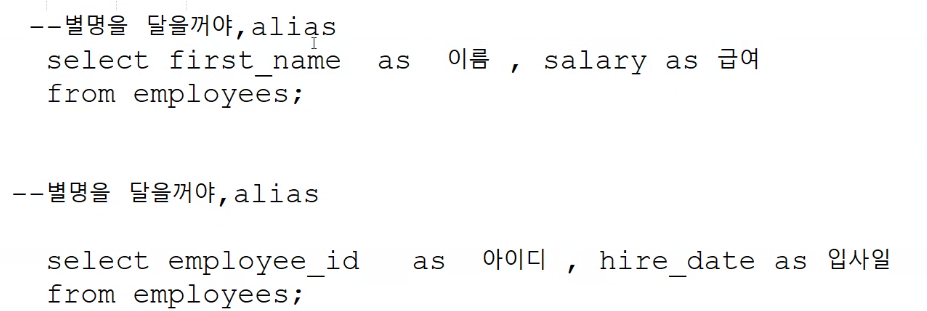 --별명을 달을꺼야,alias
select first_name as 이름 , salary as 급여
from employees;
--별명을 달을꺼야,alias
select employee_id as 아이디 , hire_date as 입사일
from employees;